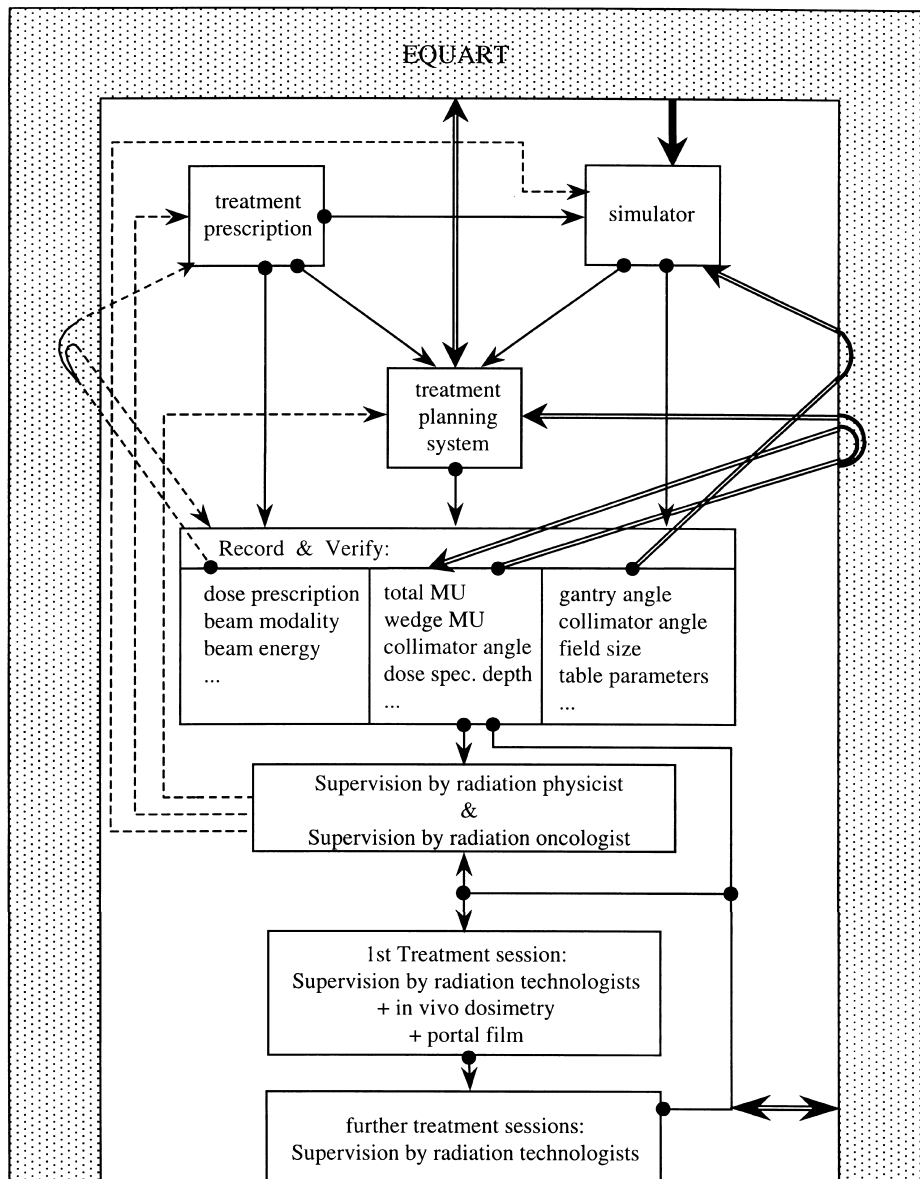 EQUART
treatment
prescription
simulator
treatment
planning
system
Record & Verify:
dose prescription
beam modality
beam energy
...
total MU
wedge MU
collimator angle
dose spec. depth
...
gantry angle
collimator angle
field size
table parameters
...
Supervision by radiation physicist
&
Supervision by radiation oncologist
1st Treatment session:
Supervision by radiation technologists
+ in vivo dosimetry
+ portal film
further treatment sessions:
Supervision by radiation technologists